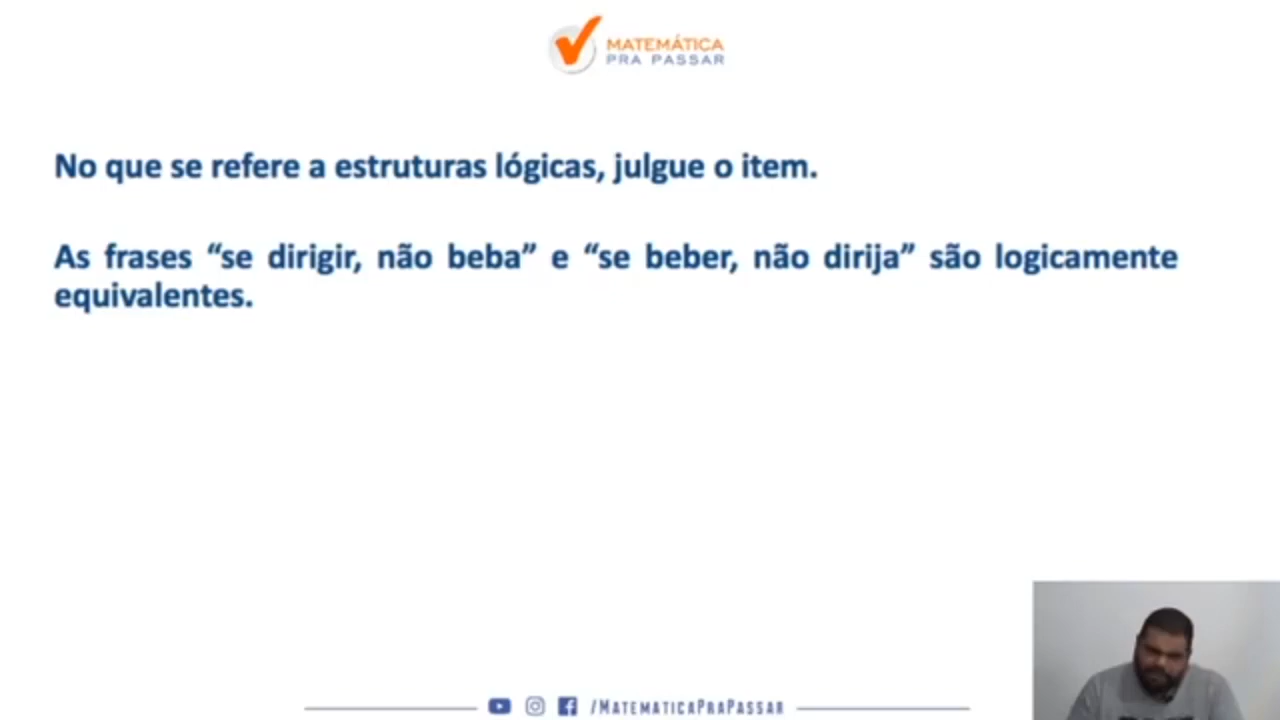 MATEMÁTICA
PRA PASSAR
No que se refere a estruturas lógicas, julgue o item.
As frases “se dirigir, não beba” e “se beber, não dirija” são logicamente
equivalentes.
/MATEMATICAPRAPASSAR